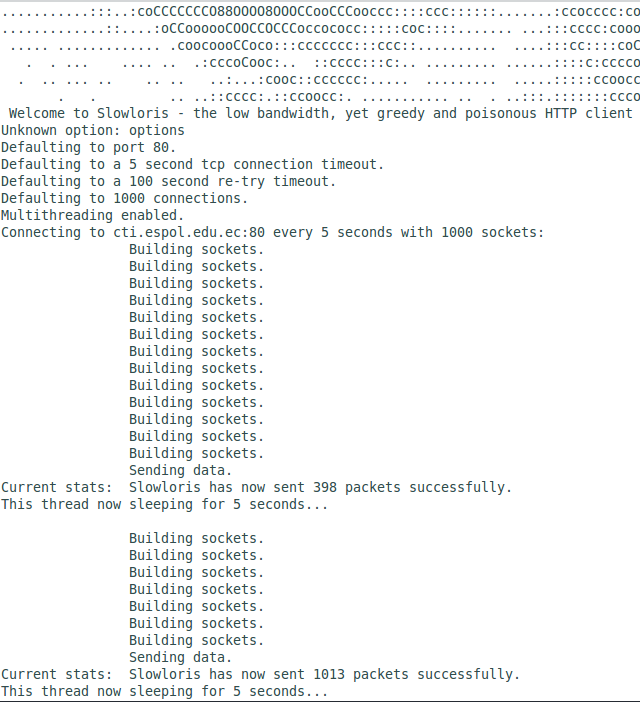 ...........:::..:coCCCCCCCO88OOOO8OOOCCooCCCooccc::::ccc::::::.......:ccocccc:co
.............::....:oCCoooooCOOCCOCCCoccococc:::::coc::::....... ...:::cccc:cooo
..... ............. .coocoooCCoco:::ccccccc:::ccc::.......... ....:::cc::::coC
. . ... .... .. .:cccoCooc:.. ::cccc:::c:.. ......... ......::::c:cccco
. .. ... .. .. .. ..:...:cooc::cccccc:..... ......... .....:::::ccoocc
. . .. ..::cccc:.::ccoocc:. ........... .. . ..:::.:::::::ccco
Welcome to Slowloris - the low bandwidth, yet greedy and poisonous HTTP client
Unknown option: options
Defaulting to port 80.
Defaulting to a 5 second tcp connection timeout.
Defaulting to a 100 second re-try timeout.
Defaulting to 1000 connections.
Multithreading enabled.
Connecting to cti.espol.edu.ec:80 every 5 seconds with 1000 sockets:
Building sockets.
Building sockets.
Building sockets.
Building sockets.
Building sockets.
Building sockets.
Building sockets.
Building sockets.
Building sockets.
Building sockets.
Building sockets.
Building sockets.
Building sockets.
Sending data.
Current stats:  Slowloris has now sent 398 packets successfully.
This thread now sleeping for 5 seconds...
Building sockets.
Building sockets.
Building sockets.
Building sockets.
Building sockets.
Building sockets.
Building sockets.
Sending data.
Current stats:  Slowloris has now sent 1013 packets successfully.
This thread now sleeping for 5 seconds...